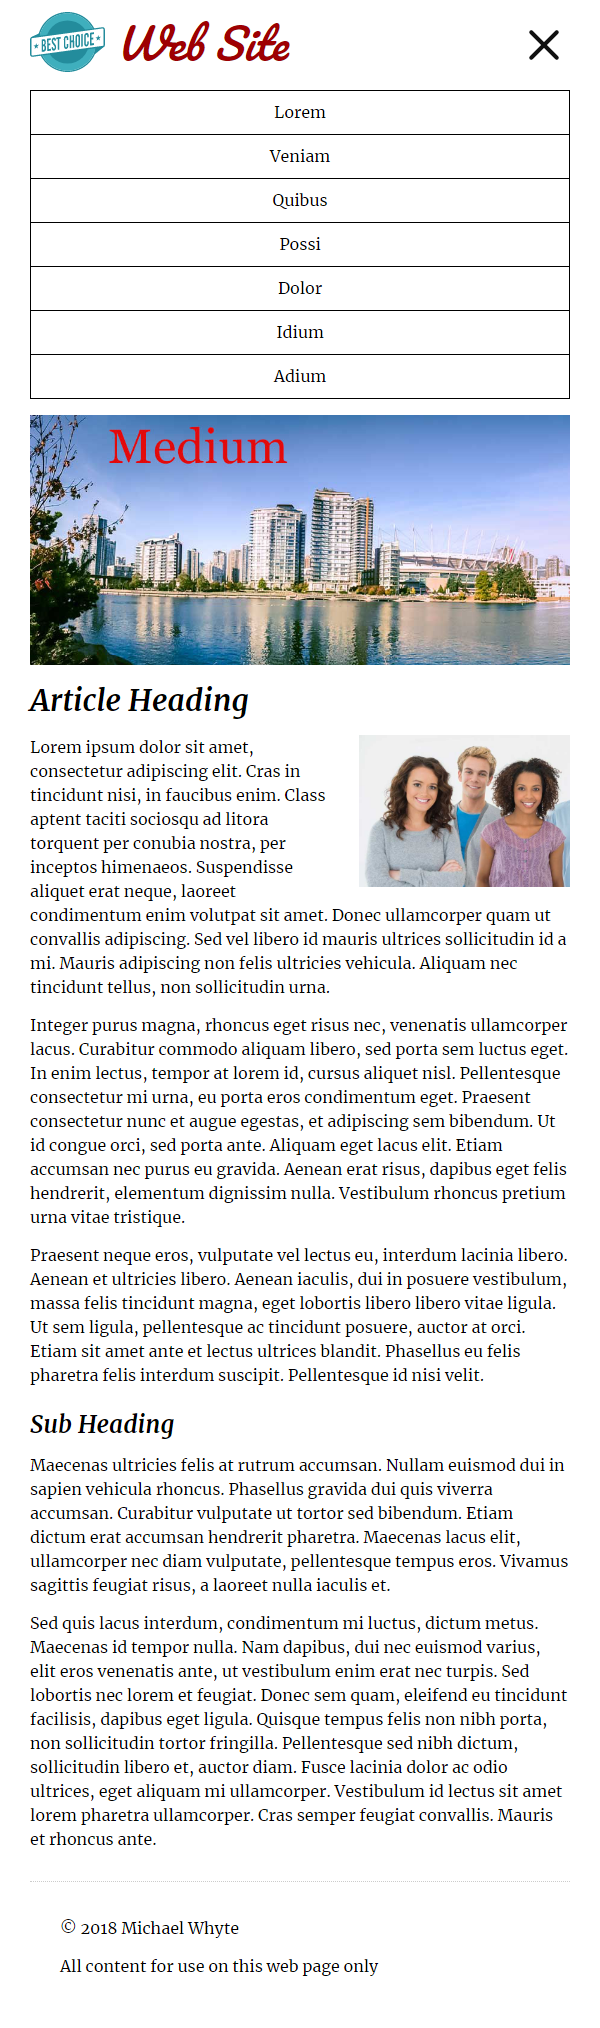 BEST CHOICE
Web Site
Lorem
Veniam
Quibus
Possi
Dolor
Idium
Adium
Medium
Article Heading
Lorem ipsum dolor sit amet,
consectetur adipiscing elit. Cras in
tincidunt nisi, in faucibus enim. Class
aptent taciti sociosqu ad litora
torquent per conubia nostra, per
inceptos himenaeos. Suspendisse
aliquet erat neque, laoreet
condimentum enim volutpat sit amet. Donec ullamcorper quam ut
convallis adipiscing. Sed vel libero id mauris ultrices sollicitudin id a
mi. Mauris adipiscing non felis ultricies vehicula. Aliquam nec
tincidunt tellus, non sollicitudin urna.
Integer purus magna, rhoncus eget risus nec, venenatis ullamcorper
lacus. Curabitur commodo aliquam libero, sed porta sem luctus eget.
In enim lectus, tempor at lorem id, cursus aliquet nisl. Pellentesque
consectetur mi urna, eu porta eros condimentum eget. Praesent
consectetur nunc et augue egestas, et adipiscing sem bibendum. Ut
id congue orci, sed porta ante. Aliquam eget lacus elit. Etiam
accumsan nec purus eu gravida. Aenean erat risus, dapibus eget felis
hendrerit, elementum dignissim nulla. Vestibulum rhoncus pretium
urna vitae tristique.
Praesent neque eros, vulputate vel lectus eu, interdum lacinia libero.
Aenean et ultricies libero. Aenean iaculis, dui in posuere vestibulum,
massa felis tincidunt magna, eget lobortis libero libero vitae ligula.
Ut sem ligula, pellentesque ac tincidunt posuere, auctor at orci.
Etiam sit amet ante et lectus ultrices blandit. Phasellus eu felis
pharetra felis interdum suscipit. Pellentesque id nisi velit.
Sub Heading
Maecenas ultricies felis at rutrum accumsan. Nullam euismod dui in
sapien vehicula rhoncus. Phasellus gravida dui quis viverra
accumsan. Curabitur vulputate ut tortor sed bibendum. Etiam
dictum erat accumsan hendrerit pharetra. Maecenas lacus elit,
ullamcorper nec diam vulputate, pellentesque tempus eros. Vivamus
sagittis feugiat risus, a laoreet nulla iaculis et.
Sed quis lacus interdum, condimentum mi luctus, dictum metus.
Maecenas id tempor nulla. Nam dapibus, dui nec euismod varius,
elit eros venenatis ante, ut vestibulum enim erat nec turpis. Sed
lobortis nec lorem et feugiat. Donec sem quam, eleifend eu tincidunt
facilisis, dapibus eget ligula. Quisque tempus felis non nibh porta,
non sollicitudin tortor fringilla. Pellentesque sed nibh dictum,
sollicitudin libero et, auctor diam. Fusce lacinia dolor ac odio
ultrices, eget aliquam mi ullamcorper. Vestibulum id lectus sit amet
lorem pharetra ullamcorper. Cras semper feugiat convallis. Mauris
et rhoncus ante.
© 2018 Michael Whyte
All content for use on this web page only